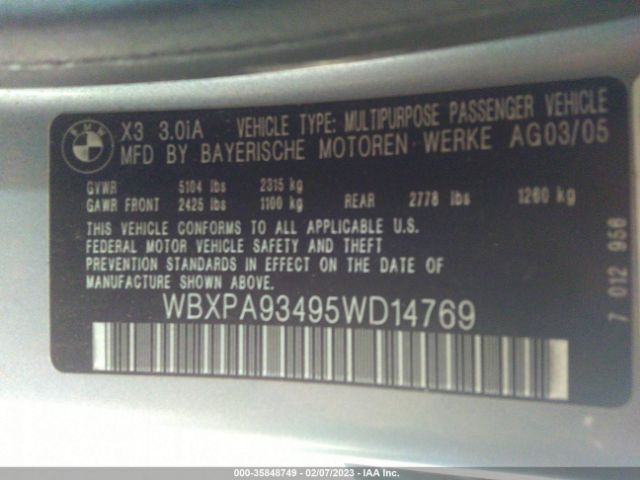 BMW
X3 3.0iA VEHICLE TYPE: MULTIPURPOSE PASSENGER VEHICLE
MFD BY BAYERISCHE MOTOREN WERKE AG03/05
GVWR 5104 lbs 2315 kg
GAWR FRONT 2425 lbs 1100 kg REAR 2778 lbs 1260 kg
THIS VEHICLE CONFORMS TO ALL APPLICABLE U.S.
FEDERAL MOTOR VEHICLE SAFETY AND THEFT
PREVENTION STANDARDS IN EFFECT ON THE DATE OF
MANUFACTURE SHOWN ABOVE.
WBXPA93495WD14769
7 012 956
000-35848749 - 02/07/2023 - IAAI Inc.